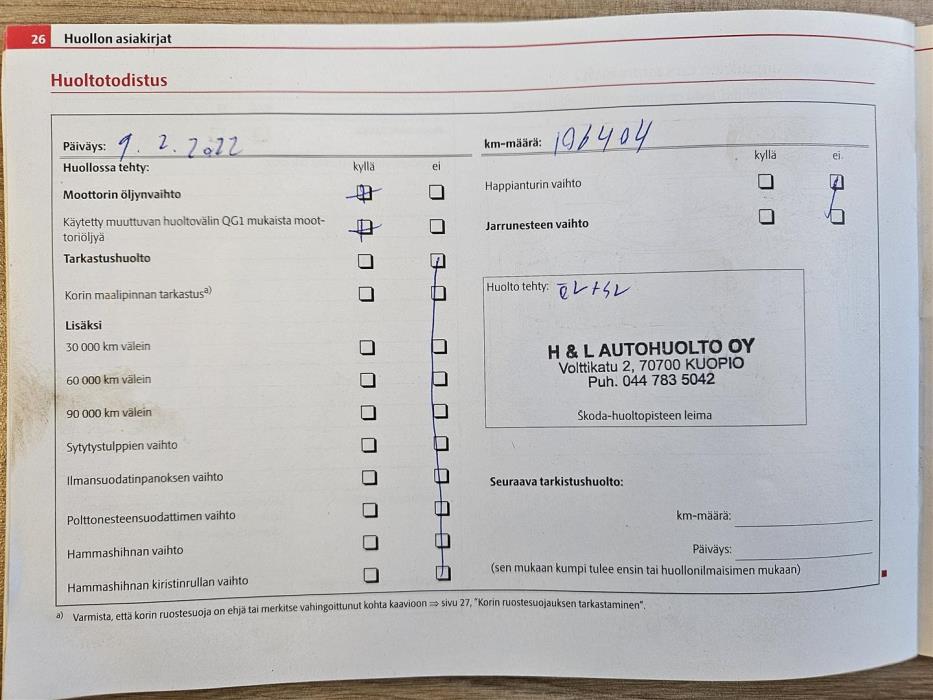 26 Huollon asiakirjat
Huoltotodistus
Päiväys: 9. 2. 2022
Huollossa tehty: kyllä ei
Moottorin öljynvaihto
Käytetty muuttuvan huoltovälin QG1 mukaista moot-
toriöljyä
Tarkastushuolto
Korin maalipinnan tarkastus a)
Lisäksi
30 000 km välein
60 000 km välein
90 000 km välein
Sytytystulppien vaihto
Ilmansuodatinpanoksen vaihto
Polttonesteensuodattimen vaihto
Hammashihnan vaihto
Hammashihnan kiristinrullan vaihto
km-määrä: 196404
kyllä ei
Happianturin vaihto
Jarrunesteen vaihto
Huolto tehty:
H & L AUTOHUOLTO OY
Volttikatu 2, 70700 KUOPIO
Puh. 044 783 5042
Škoda-huoltopisteen leima
Seuraava tarkistushuolto:
km-määrä:
Päiväys:
(sen mukaan kumpi tulee ensin tai huollonilmaisimen mukaan)
a) Varmista, että korin ruostesuoja on ehjä tai merkitse vahingoittunut kohta kaavioon ⇒ sivu 27, "Korin ruostesuojauksen tarkastaminen".